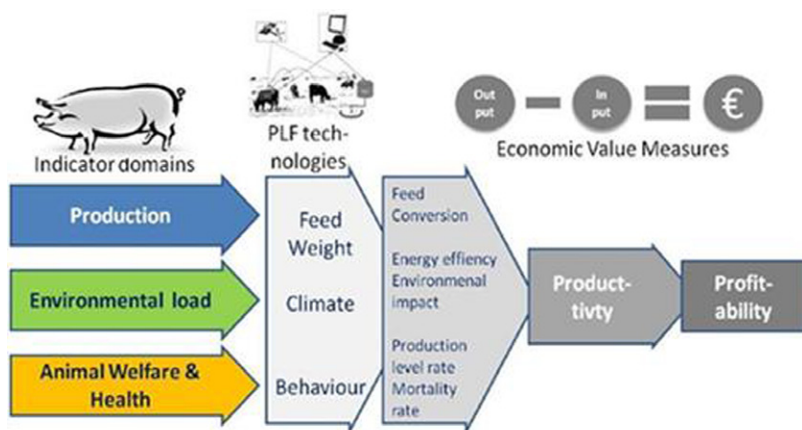 Out
put
In
put
€
PLF tech-
nologies
Indicator domains
Economic Value Measures
Production
Environmental load
Animal Welfare &
Health
Feed
Weight
Climate
Behaviour
Feed
Conversion
Energy effiency
Environmenal
impact
Production
level rate
Mortality
rate
Product-
tivty
Profit-
ability